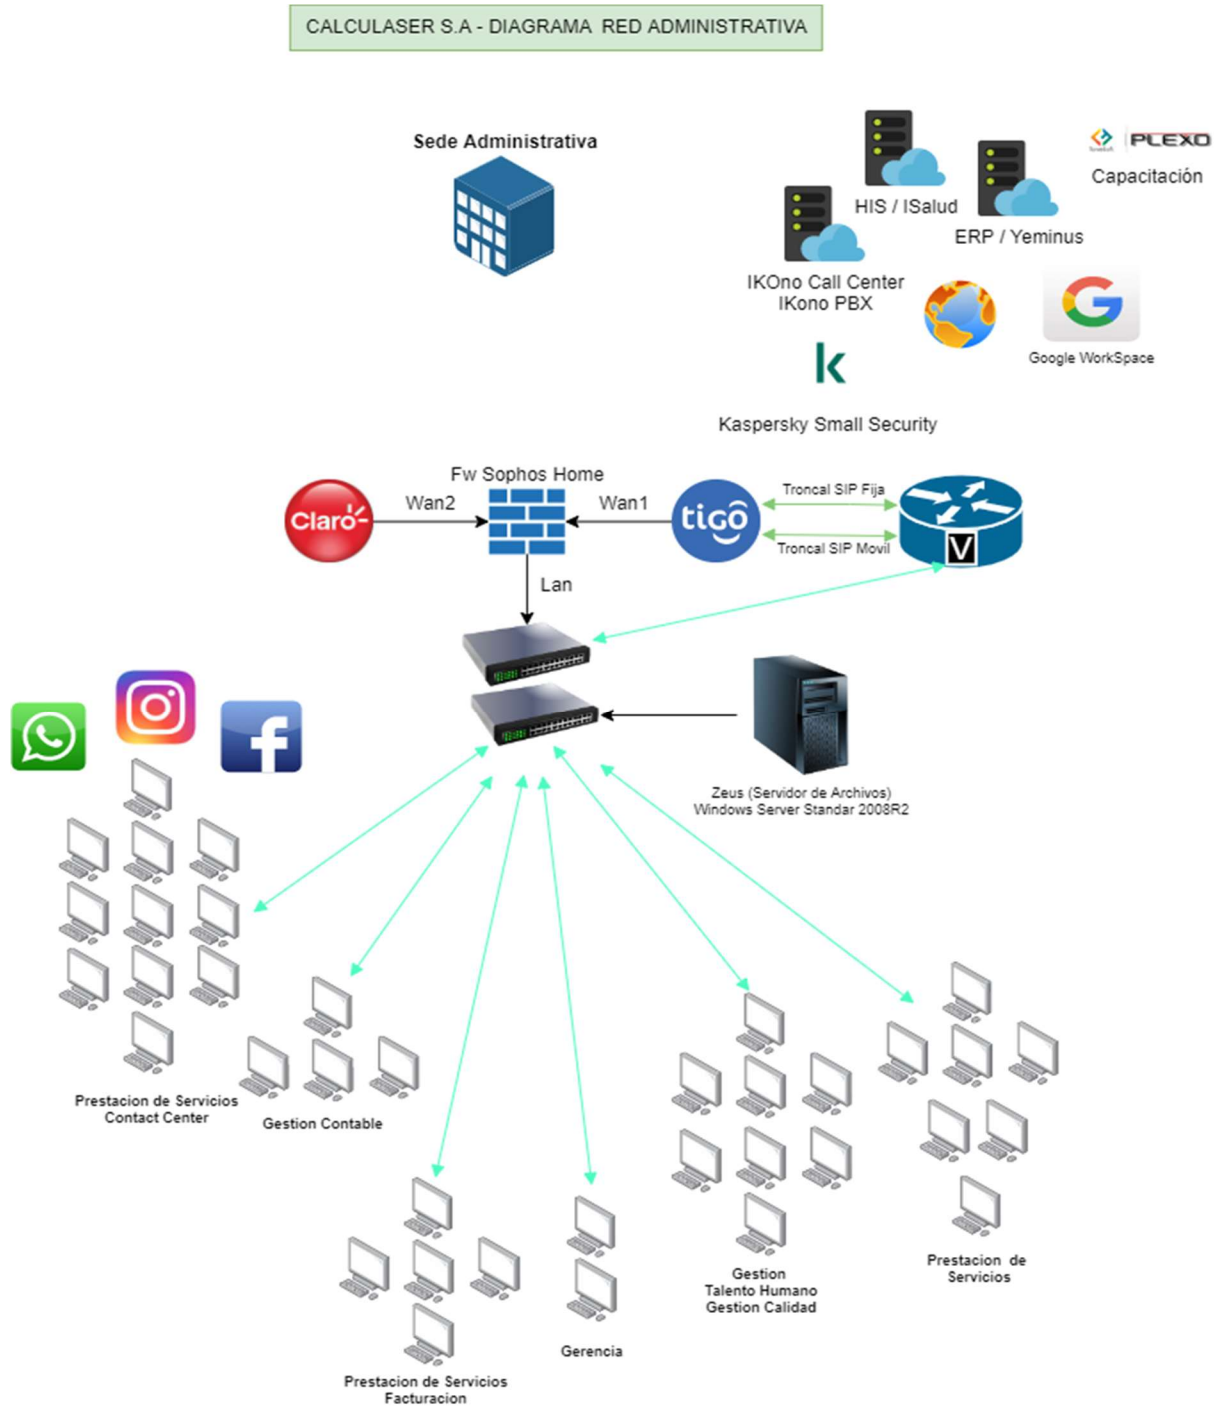 CALCULASER S.A - DIAGRAMA RED ADMINISTRATIVA
Sede Administrativa
PLEXO
Capacitación
HIS / ISalud
ERP / Yeminus
IKOno Call Center
IKono PBX
Google WorkSpace
Kaspersky Small Security
Fw Sophos Home
Claro
Wan2
Wan1
tigo
Troncal SIP Fija
Troncal SIP Movil
V
Lan
Zeus (Servidor de Archivos)
Windows Server Standar 2008R2
Prestacion de Servicios
Contact Center
Gestion Contable
Prestacion de Servicios
Facturacion
Gerencia
Gestion
Talento Humano
Gestion Calidad
Prestacion de
Servicios